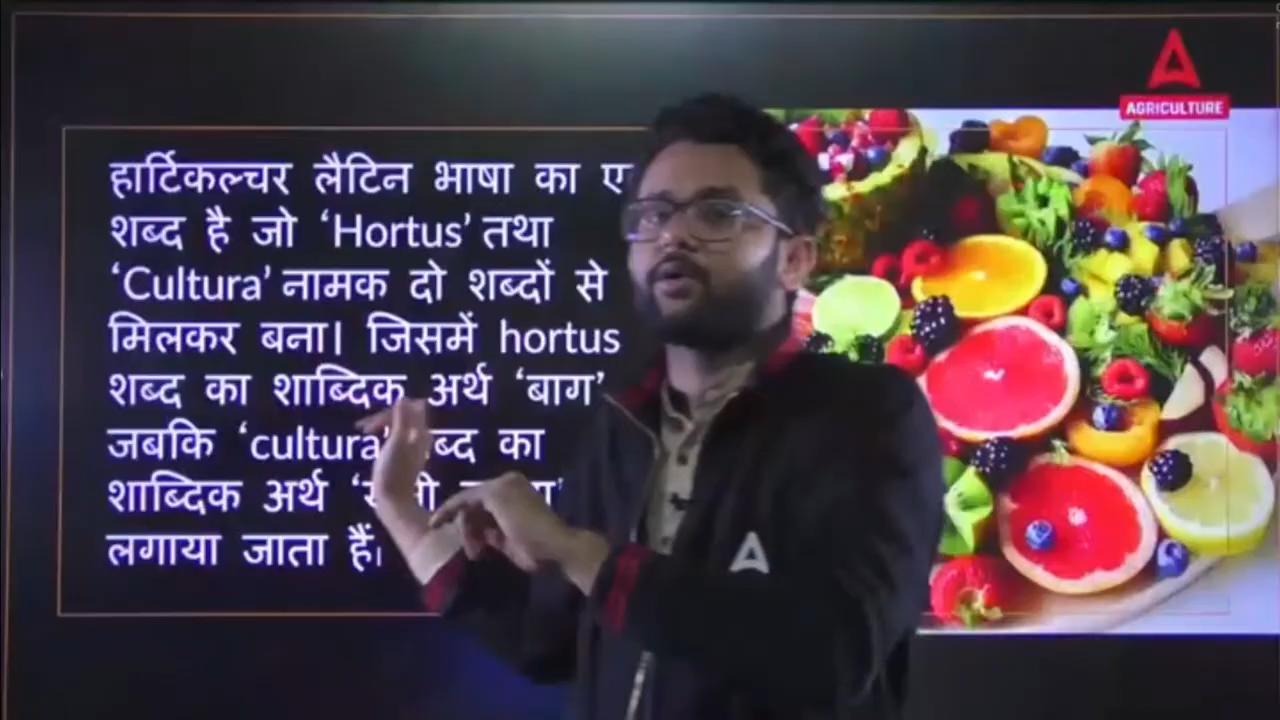 हार्टिकल्चर लैटिन भाषा का
शब्द है जो ‘Hortus’ तथा
‘Cultura’ नामक दो शब्दों से
मिलकर बना। जिसमें hortus
शब्द का शाब्दिक अर्थ ‘बाग’
जबकि ‘cultura’ का
शाब्दिक अर्थ
लगाया जाता हैं।
A
AGRICULTURE
A